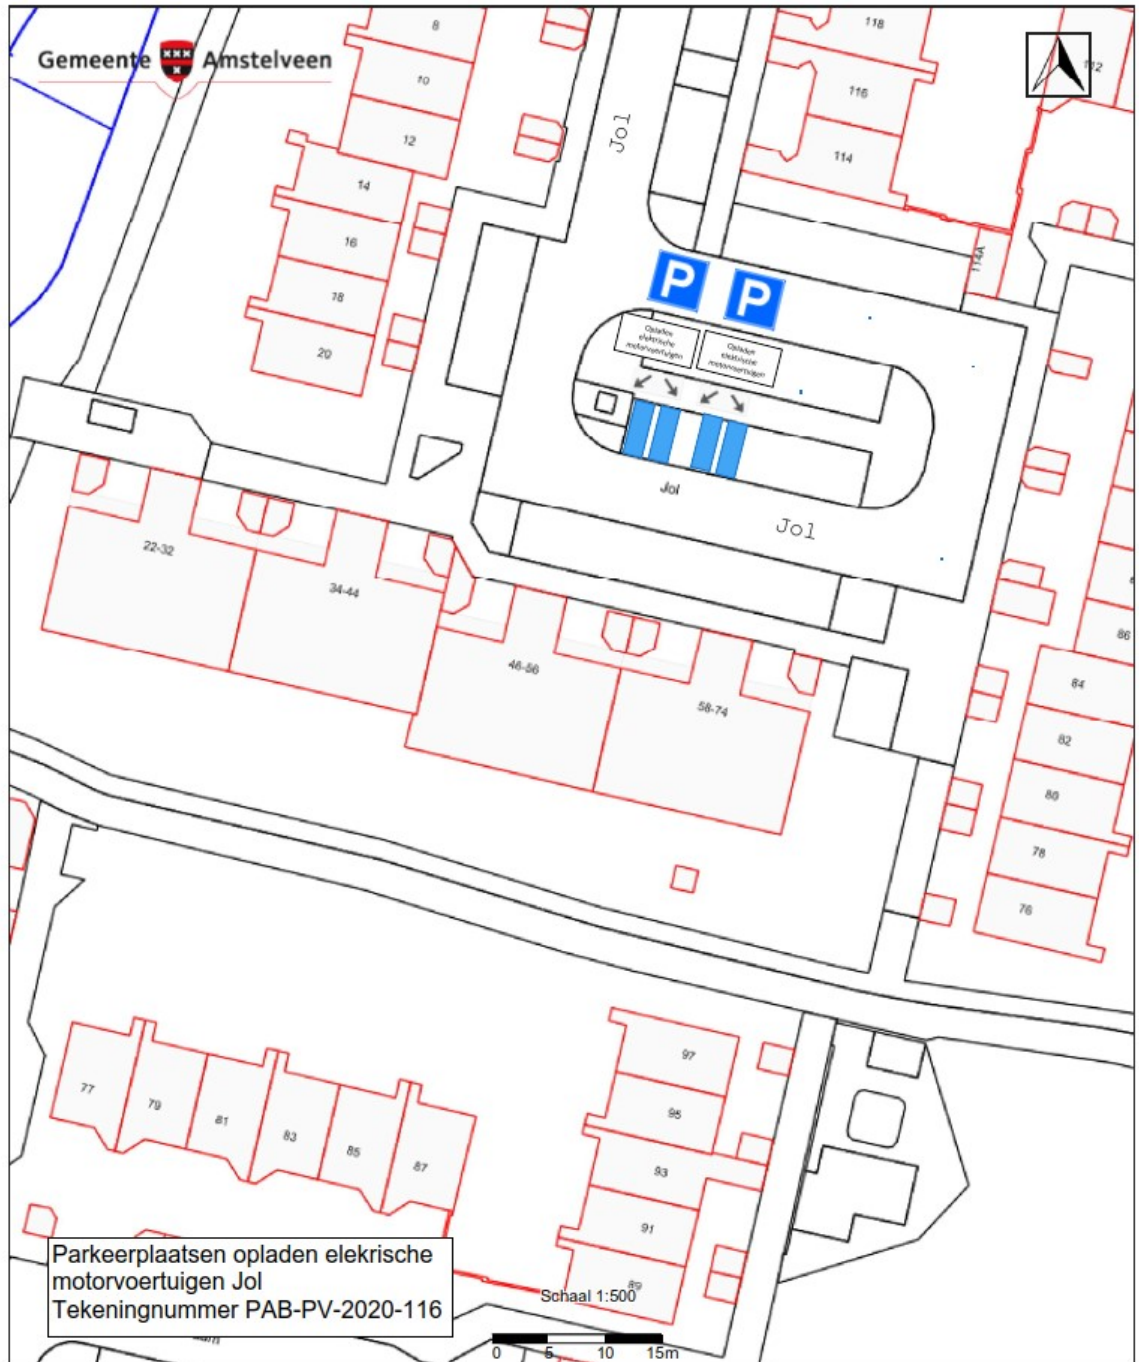 Gemeente Amstelveen
8
10
12
14
16
18
20
Jol
118
116
114
112
114A
P P
Opladen
elektrische
motorvoertuigen
Opladen
elektrische
motorvoertuigen
Jol
Jol
22-32
34-44
46-56
58-74
86
84
82
80
78
76
77
79
81
83
85
87
97
95
93
91
89
Parkeerplaatsen opladen elekrische
motorvoertuigen Jol
Tekeningnummer PAB-PV-2020-116
Schaal 1:500
0 5 10 15m